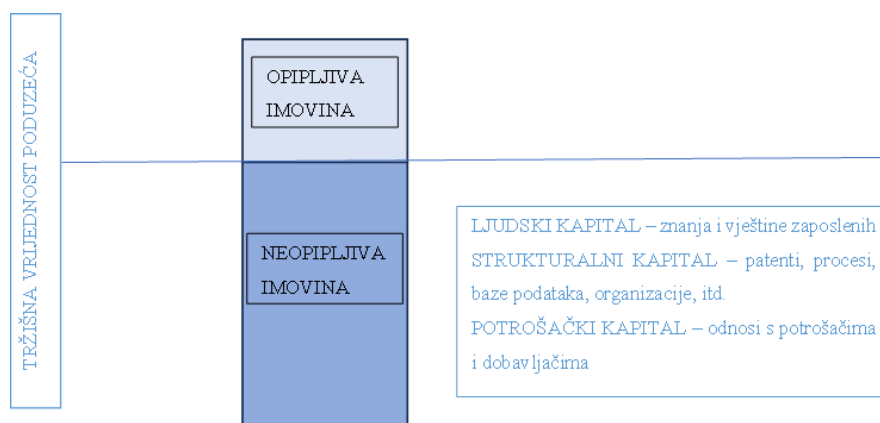 TRŽIŠNA VRIJEDNOST PODUZEĆA
OPIPLJIVA
IMOVINA
NEOPIPLJIVA
IMOVINA
LJUDSKI KAPITAL – znanja i vještine zaposlenih
STRUKTURALNI KAPITAL – patenti, procesi,
baze podataka, organizacije, itd.
POTROŠAČKI KAPITAL – odnosi s potrošačima
i dobavljačima